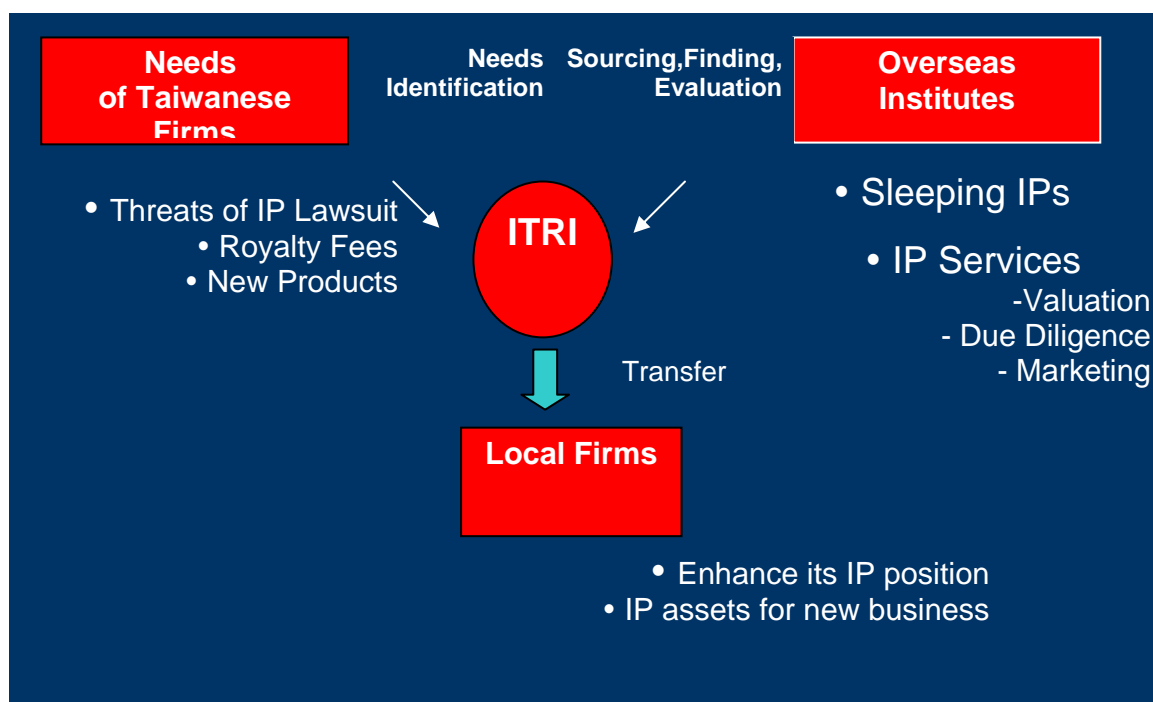 Needs
of Taiwanese
Firms
Needs
Identification
Sourcing,Finding,
Evaluation
Overseas
Institutes
• Threats of IP Lawsuit
• Royalty Fees
• New Products
ITRI
• Sleeping IPs
• IP Services
-Valuation
- Due Diligence
- Marketing
Transfer
Local Firms
• Enhance its IP position
• IP assets for new business